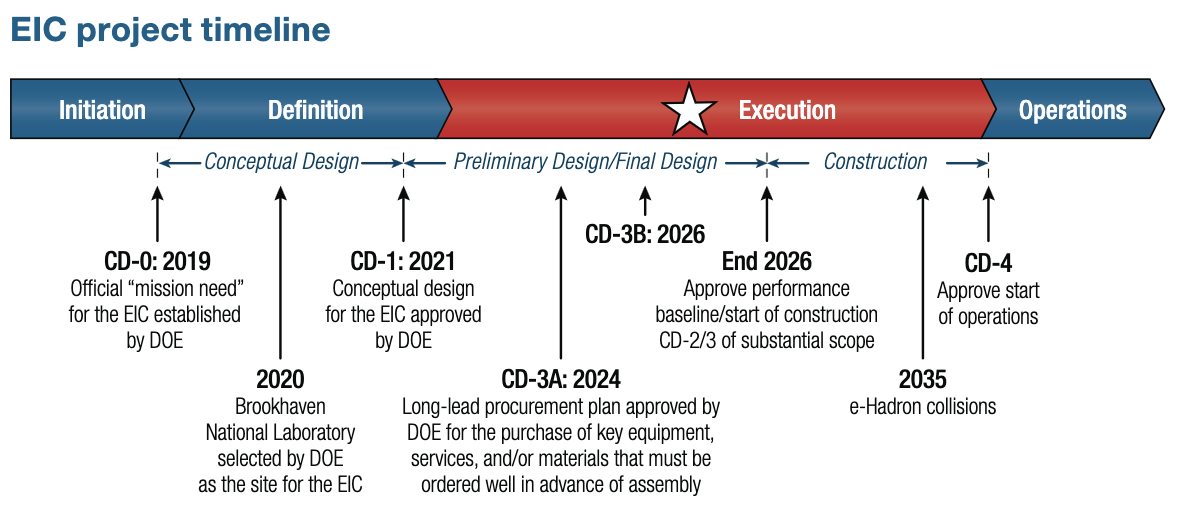 EIC project timeline
Initiation
Definition
Execution
Operations
Conceptual Design
Preliminary Design/Final Design
Construction
CD-0: 2019
Official “mission need”
for the EIC established
by DOE
2020
Brookhaven
National Laboratory
selected by DOE
as the site for the EIC
CD-1: 2021
Conceptual design
for the EIC approved
by DOE
CD-3A: 2024
Long-lead procurement plan approved by
DOE for the purchase of key equipment,
services, and/or materials that must be
ordered well in advance of assembly
CD-3B: 2026
End 2026
Approve performance
baseline/start of construction
CD-2/3 of substantial scope
2035
e-Hadron collisions
CD-4
Approve start
of operations